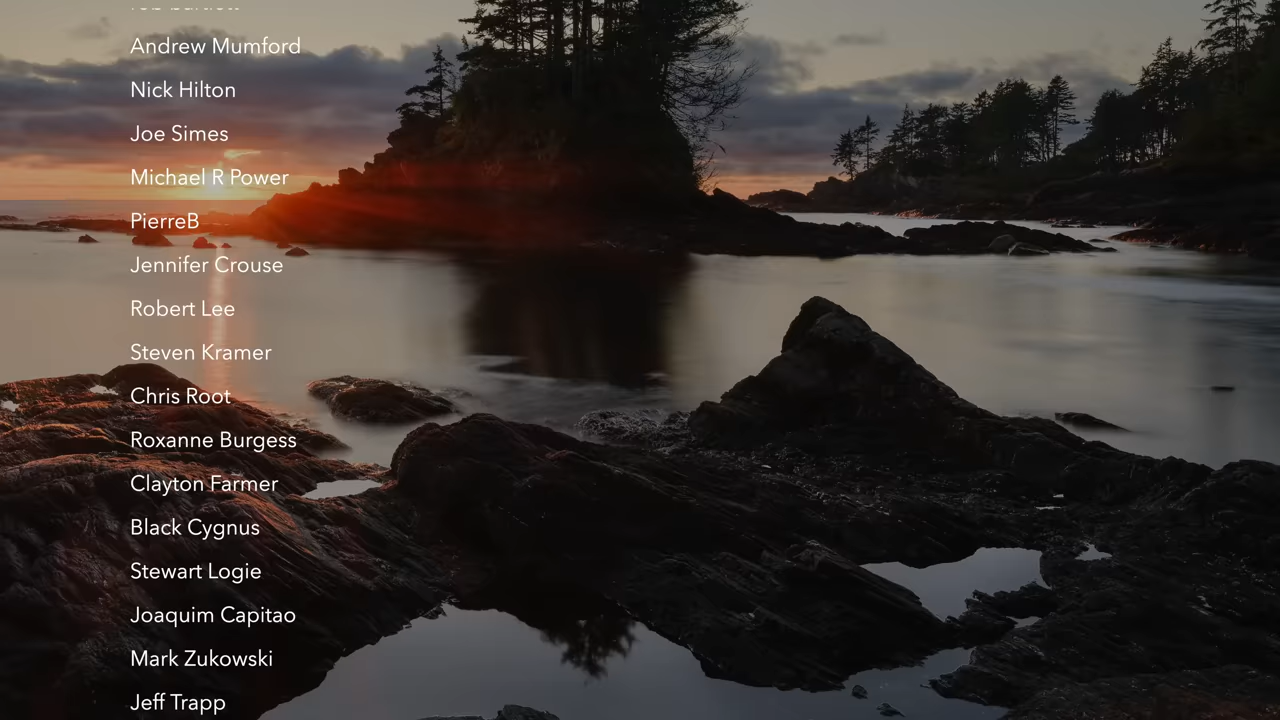 Andrew Mumford
Nick Hilton
Joe Simes
Michael R Power
PierreB
Jennifer Crouse
Robert Lee
Steven Kramer
Chris Root
Roxanne Burgess
Clayton Farmer
Black Cygnus
Stewart Logie
Joaquim Capitao
Mark Zukowski
Jeff Trapp